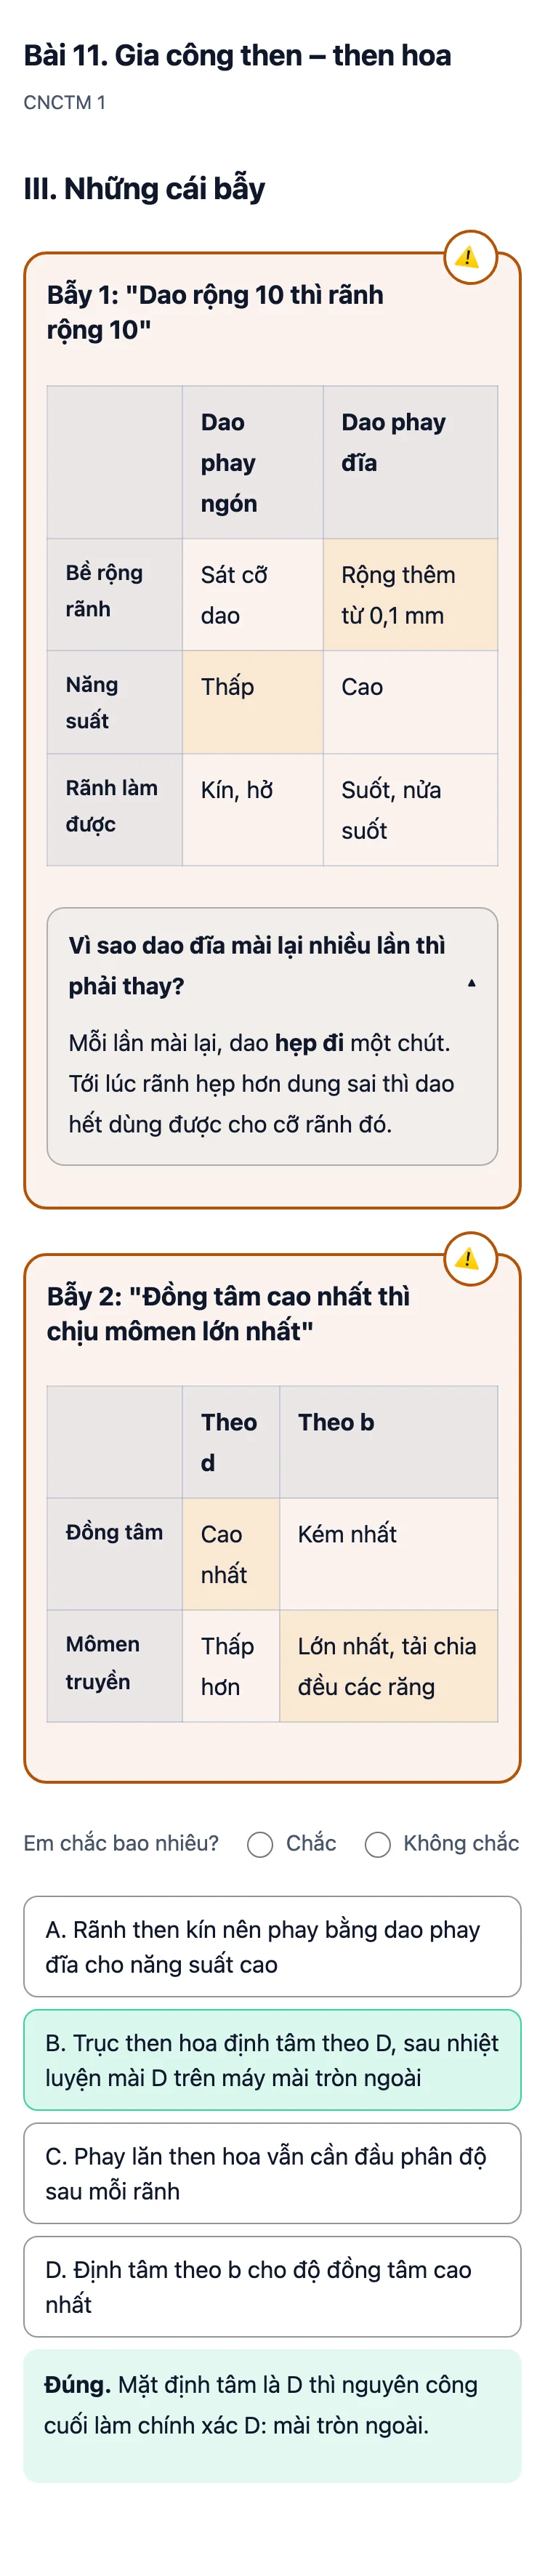 Bài 11. Gia công then – then hoa
CNCTM 1
III. Những cái bẫy
Bẫy 1: "Dao rộng 10 thì rãnh
rộng 10"
Dao
phay
ngón
Dao phay
đĩa
Bề rộng
rãnh
Sát cỡ
dao
Rộng thêm
từ 0,1 mm
Năng
suất
Thấp
Cao
Rãnh làm
được
Kín, hở
Suốt, nửa
suốt
Vì sao dao đĩa mài lại nhiều lần thì
phải thay?
Mỗi lần mài lại, dao hẹp đi một chút.
Tới lúc rãnh hẹp hơn dung sai thì dao
hết dùng được cho cỡ rãnh đó.
Bẫy 2: "Đồng tâm cao nhất thì
chịu mômen lớn nhất"
Theo
d
Theo b
Đồng tâm
Cao
nhất
Kém nhất
Mômen
truyền
Thấp
hơn
Lớn nhất, tải chia
đều các răng
Em chắc bao nhiêu? Chắc Không chắc
A. Rãnh then kín nên phay bằng dao phay
đĩa cho năng suất cao
B. Trục then hoa định tâm theo D, sau nhiệt
luyện mài D trên máy mài tròn ngoài
C. Phay lăn then hoa vẫn cần đầu phân độ
sau mỗi rãnh
D. Định tâm theo b cho độ đồng tâm cao
nhất
Đúng. Mặt định tâm là D thì nguyên công
cuối làm chính xác D: mài tròn ngoài.